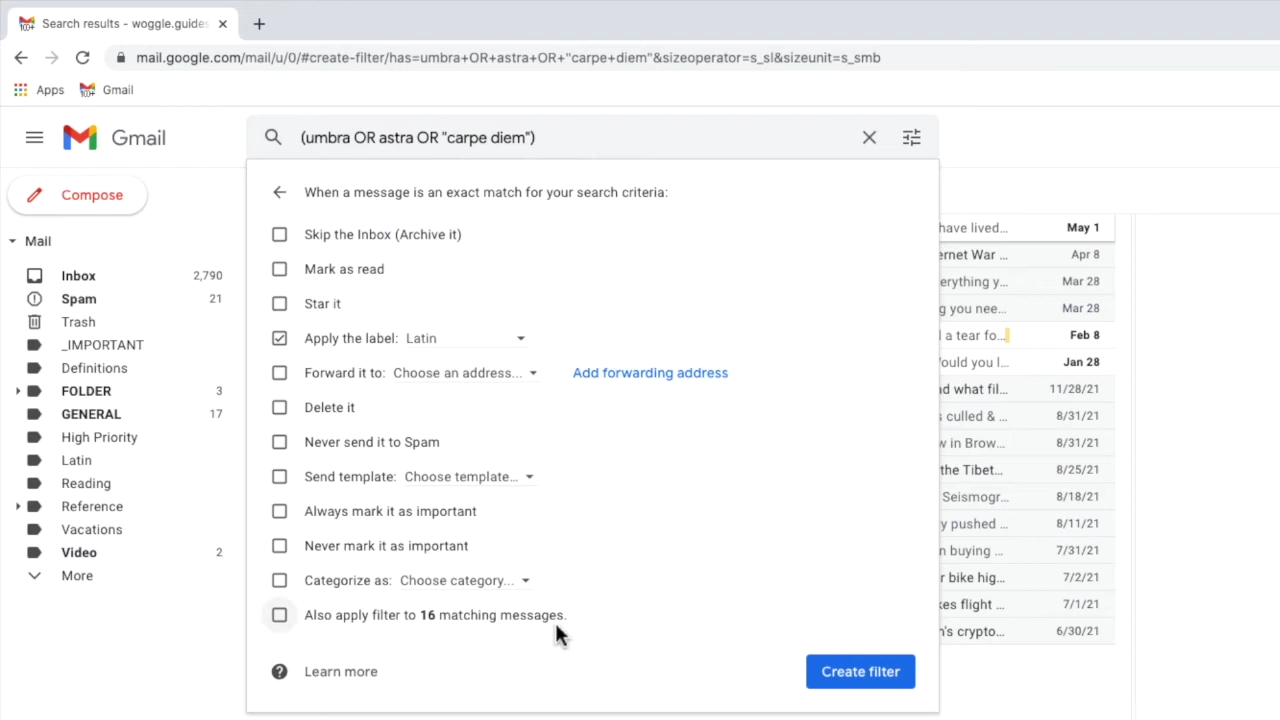 Search results - woggle.guides
mail.google.com/mail/u/0/#create-filter/has=umbra+OR+astra+OR+"carpe+diem"&sizeoperator=s_sl&sizeunit=s_smb
Apps Gmail
Gmail
(umbra OR astra OR "carpe diem")
Compose
Mail
Inbox 2,790
Spam 21
Trash
_IMPORTANT
Definitions
FOLDER 3
GENERAL 17
High Priority
Latin
Reading
Reference
Vacations
Video 2
More
When a message is an exact match for your search criteria:
Skip the Inbox (Archive it)
Mark as read
Star it
Apply the label: Latin
Forward it to: Choose an address... Add forwarding address
Delete it
Never send it to Spam
Send template: Choose template...
Always mark it as important
Never mark it as important
Categorize as: Choose category...
Also apply filter to 16 matching messages.
Learn more
Create filter
have lived... May 1
ernet War ... Apr 8
erything y... Mar 28
g you nee... Mar 28
a tear fo... Feb 8
ould you l... Jan 28
ad what fil... 11/28/21
s culled & ... 8/31/21
w in Brow... 8/31/21
the Tibet... 8/25/21
Seismogr... 8/18/21
y pushed ... 8/11/21
n buying ... 7/31/21
r bike hig... 7/2/21
kes flight ... 7/1/21
n's crypto... 6/30/21